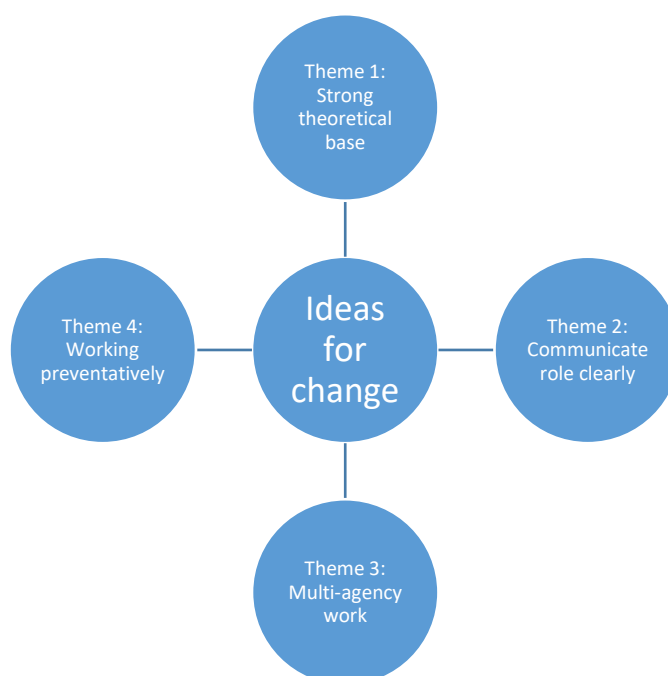 Theme 1:
Strong
theoretical
base
Theme 4:
Working
preventatively
Ideas
for
change
Theme 2:
Communicate
role clearly
Theme 3:
Multi-agency
work